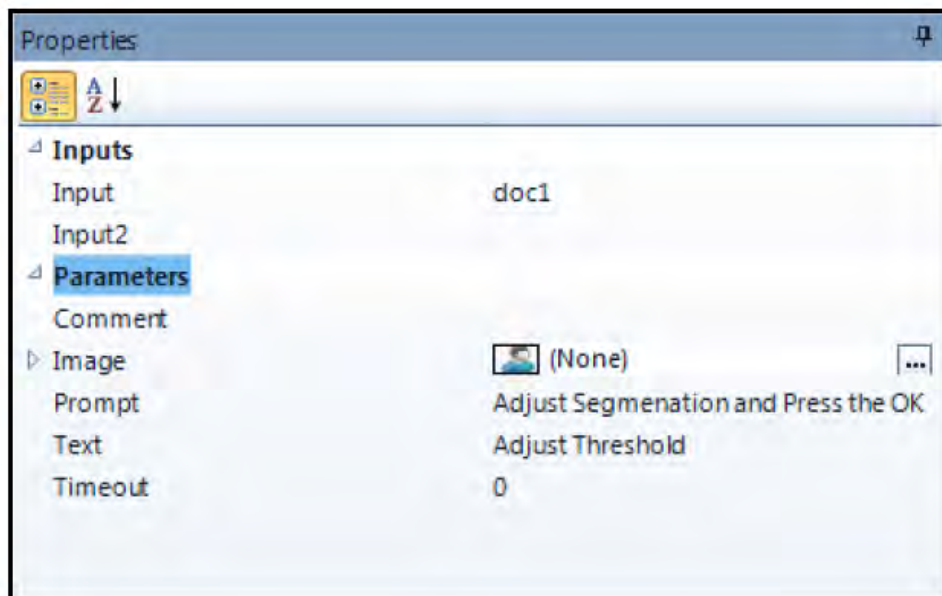 Properties
AZ
Inputs
Input doc1
Input2
Parameters
Comment
Image (None) ...
Prompt Adjust Segmenation and Press the OK
Text Adjust Threshold
Timeout 0